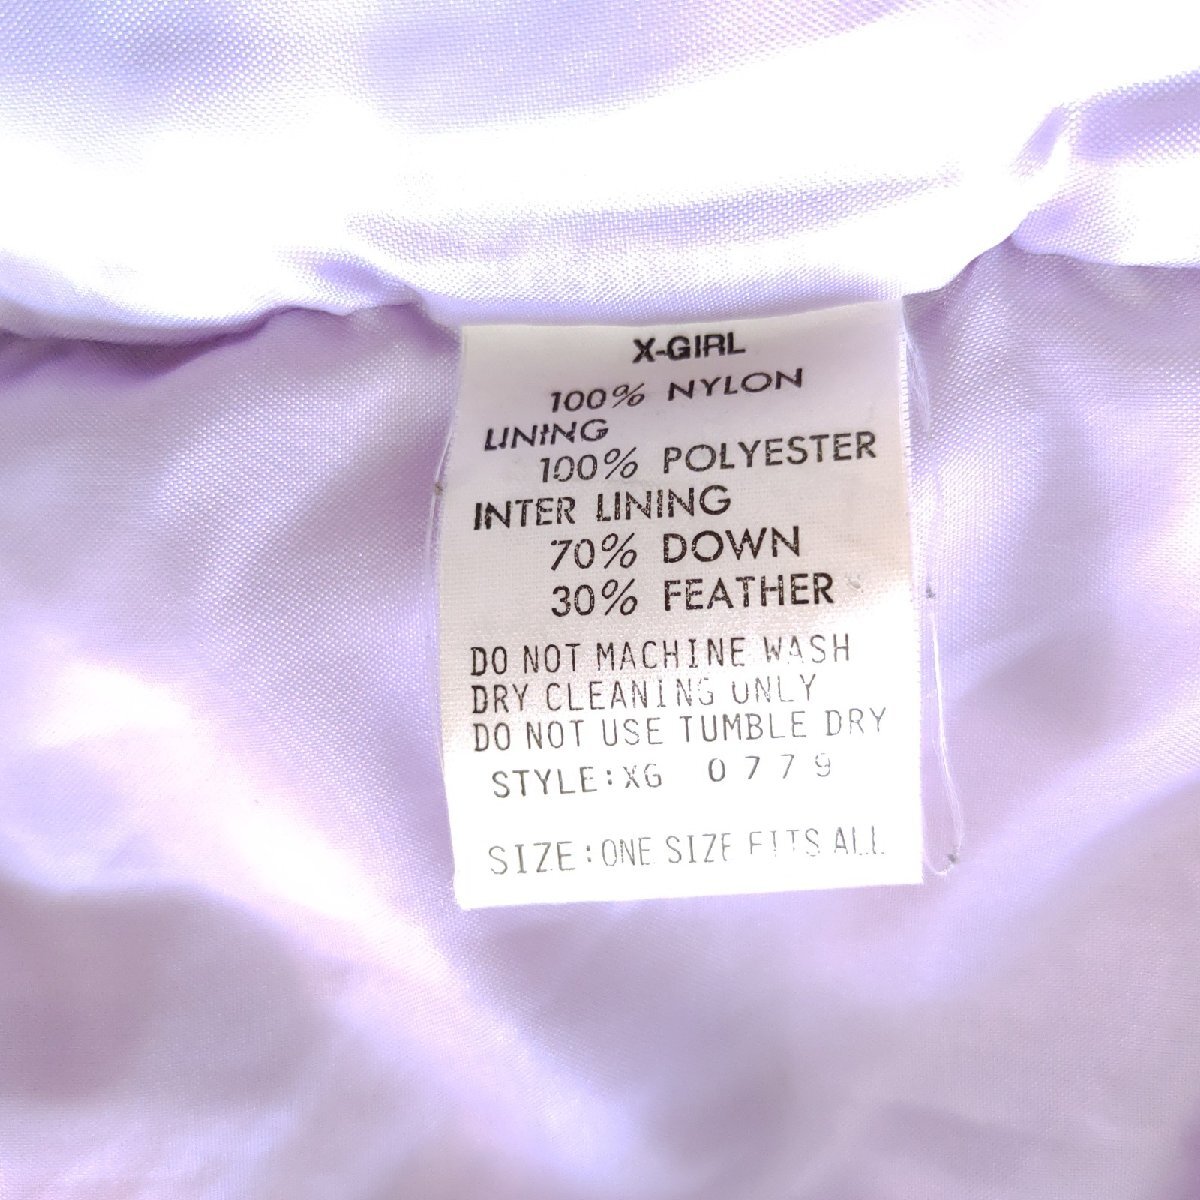 X-GIRL
100% NYLON
LINING
100% POLYESTER
INTER LINING
70% DOWN
30% FEATHER
DO NOT MACHINE WASH
DRY CLEANING ONLY
DO NOT USE TUMBLE DRY
STYLE:XG 0779
SIZE:ONE SIZE FITS ALL